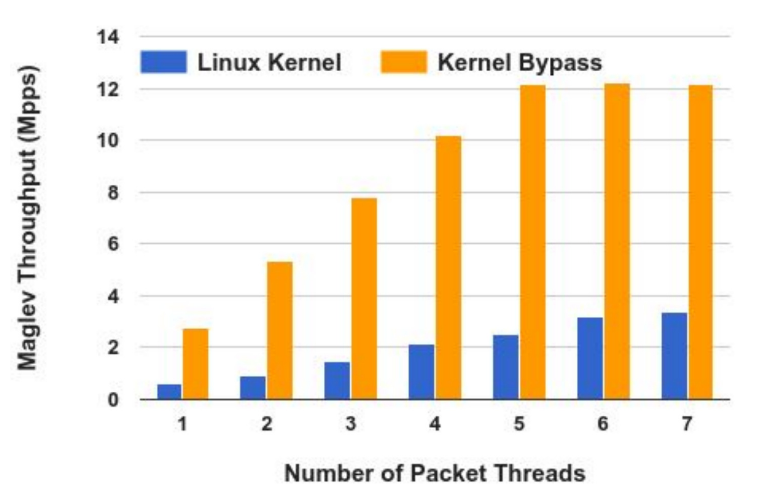 Maglev Throughput (Mpps)
14
12
10
8
6
4
2
0
Linux Kernel
Kernel Bypass
1 2 3 4 5 6 7
Number of Packet Threads